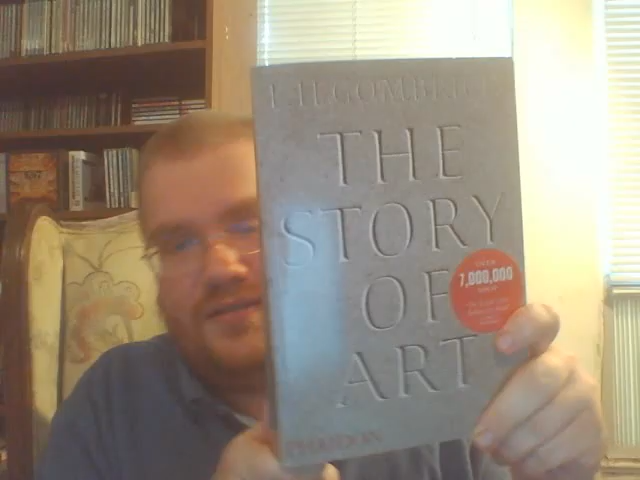 E.H.GOMBRICH
THE
STORY
OF
ART
OVER
7,000,000
SOLD
PHAIDON